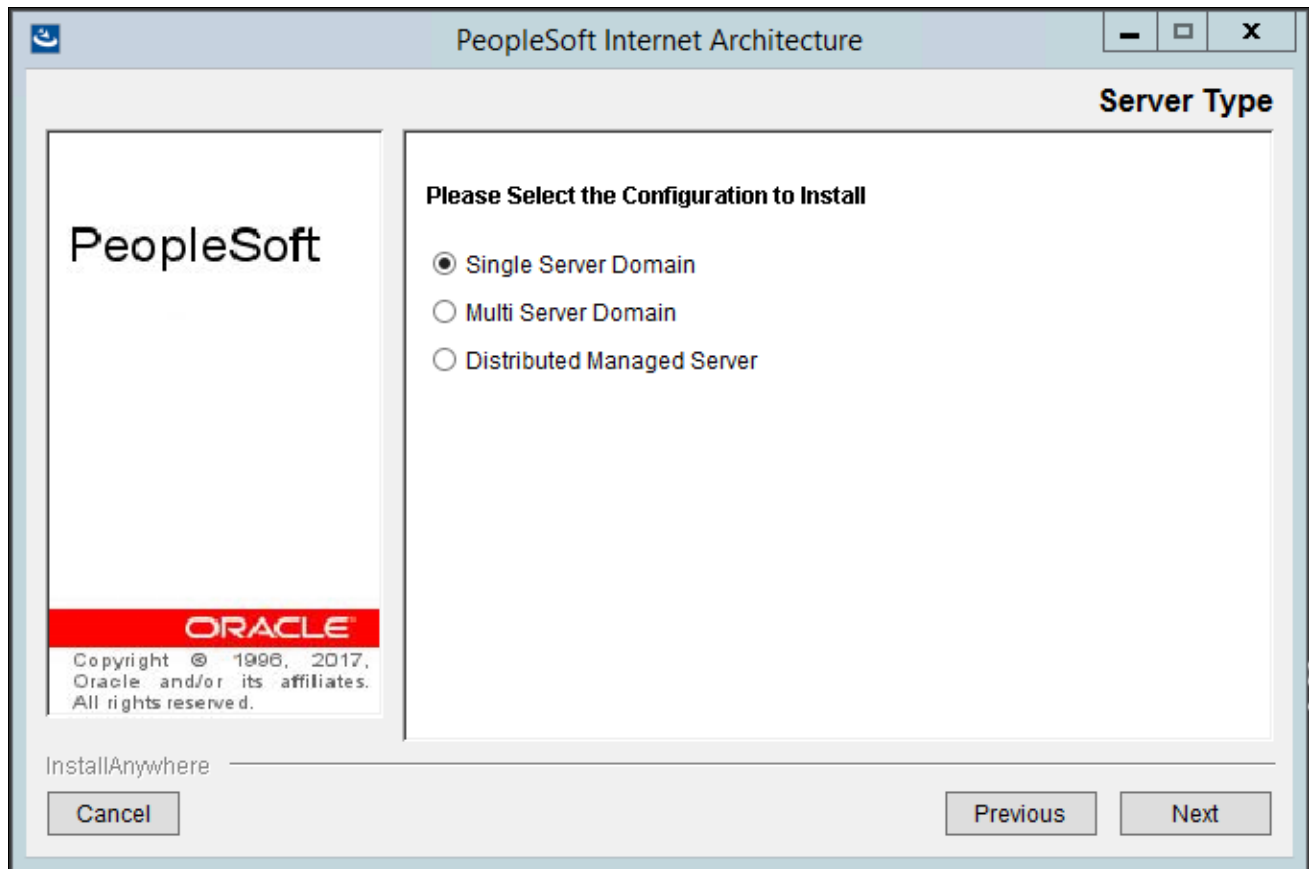 PeopleSoft Internet Architecture
Server Type
PeopleSoft
Please Select the Configuration to Install
Single Server Domain
Multi Server Domain
Distributed Managed Server
ORACLE
Copyright © 1996, 2017,
Oracle and/or its affiliates.
All rights reserved.
InstallAnywhere
Cancel
Previous
Next